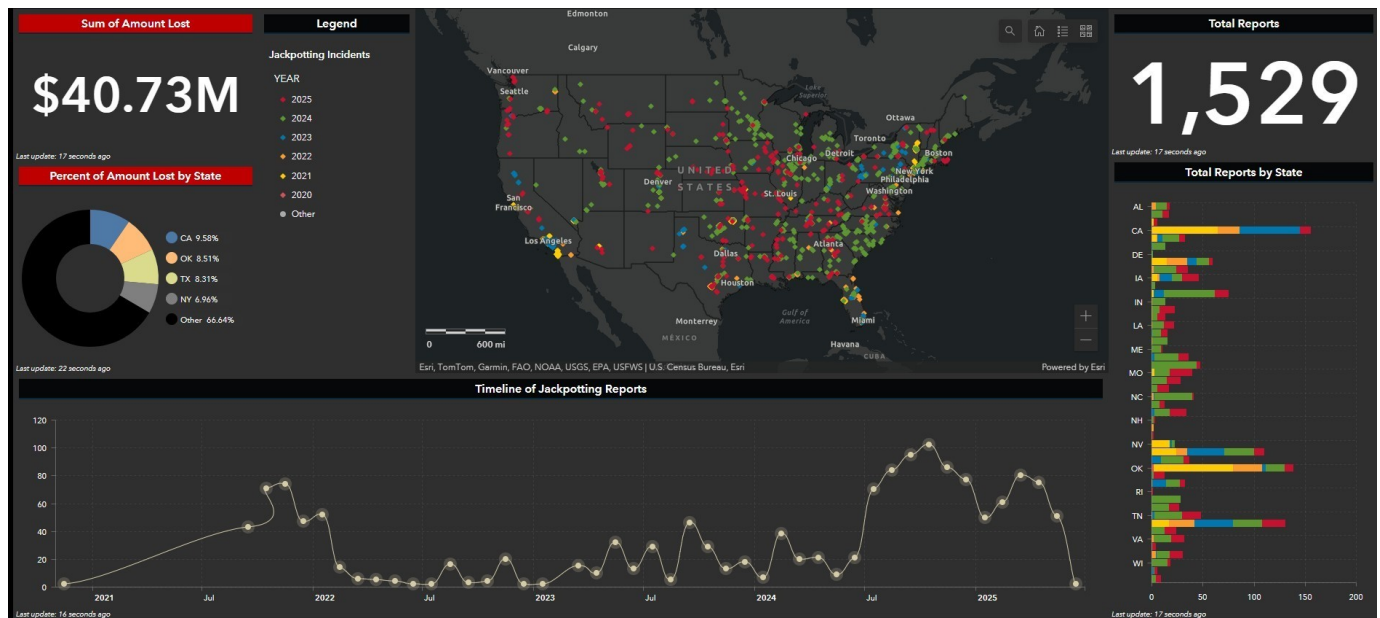 Sum of Amount Lost
$40.73M
Last update: 17 seconds ago
Percent of Amount Lost by State
CA 9.58%
OK 8.51%
TX 8.31%
NY 6.96%
Other 66.64%
Last update: 22 seconds ago
Legend
Jackpotting Incidents
YEAR
2025
2024
2023
2022
2021
2020
Other
Edmonton
Calgary
Vancouver
Seattle
Lake
Superior
Ottawa
Toronto
Boston
Detroit
Chicago
New York
Philadelphia
UNITED
STATES
Denver
St. Louis
Washington
San
Francisco
Los Angeles
Atlanta
Dallas
Houston
Gulf of
America
Monterrey
Miami
MÉXICO
Havana
CUBA
0 600 mi
Esri, TomTom, Garmin, FAO, NOAA, USGS, EPA, USFWS | U.S. Census Bureau, Esri
Powered by Esri
Total Reports
1,529
Last update: 17 seconds ago
Total Reports by State
AL
CA
DE
IA
IN
LA
ME
MO
NC
NH
NV
OK
RI
TN
VA
WI
0 50 100 150 200
Last update: 17 seconds ago
Timeline of Jackpotting Reports
120
100
80
60
40
20
0
2021 Jul 2022 Jul 2023 Jul 2024 Jul 2025
Last update: 16 seconds ago